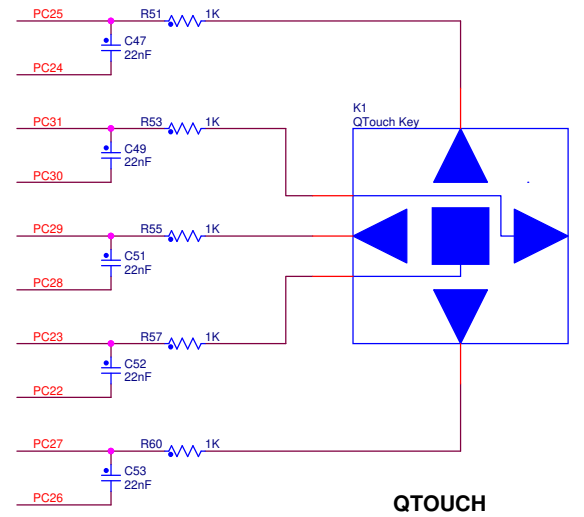 PC25 R51 1K
C47
22nF
PC24
K1
QTouch Key
PC31 R53 1K
C49
22nF
PC30
PC29 R55 1K
C51
22nF
PC28
PC23 R57 1K
C52
22nF
PC22
PC27 R60 1K
C53
22nF
PC26
QTOUCH